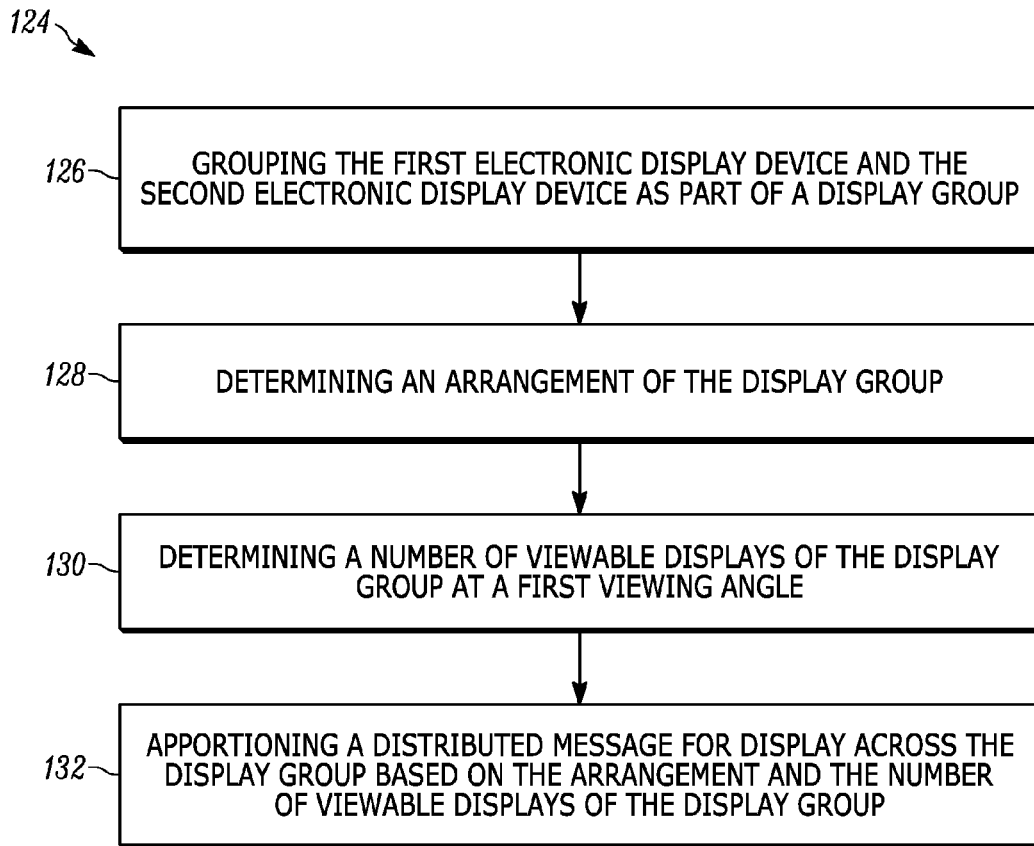 124
126
GROUPING THE FIRST ELECTRONIC DISPLAY DEVICE AND THE
SECOND ELECTRONIC DISPLAY DEVICE AS PART OF A DISPLAY GROUP
128
DETERMINING AN ARRANGEMENT OF THE DISPLAY GROUP
130
DETERMINING A NUMBER OF VIEWABLE DISPLAYS OF THE DISPLAY
GROUP AT A FIRST VIEWING ANGLE
132
APPORTIONING A DISTRIBUTED MESSAGE FOR DISPLAY ACROSS THE
DISPLAY GROUP BASED ON THE ARRANGEMENT AND THE NUMBER
OF VIEWABLE DISPLAYS OF THE DISPLAY GROUP